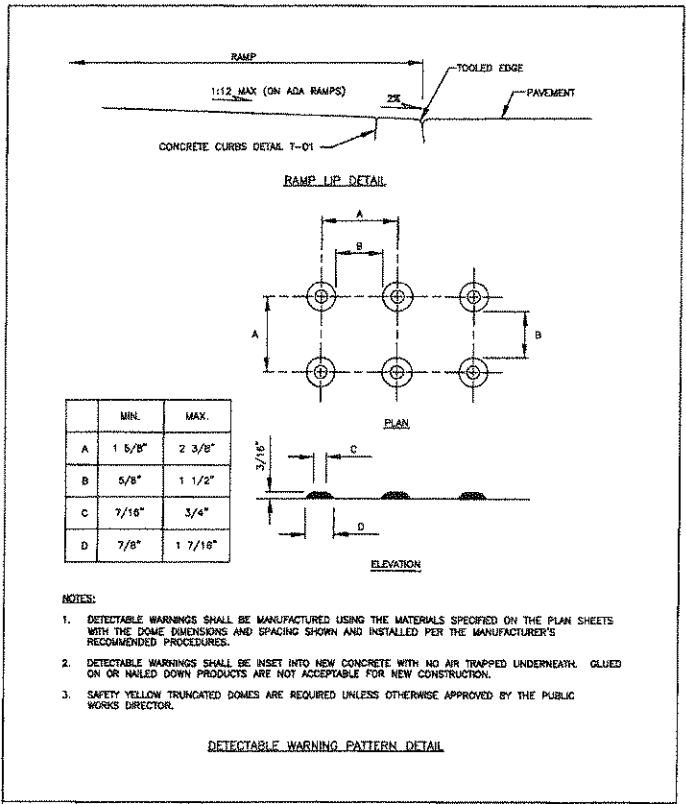 RAMP
TOOLED EDGE
1:12 MAX (ON ADA RAMPS)
2%
PAVEMENT
CONCRETE CURBS DETAIL 7-01
RAMP LIP DETAIL
A
B
A
B
PLAN
MIN. MAX.
A 1 5/8" 2 3/8"
B 5/8" 1 1/2"
C 7/16" 3/4"
D 7/8" 1 7/16"
3/16"
C
D
ELEVATION
NOTES:
1. DETECTABLE WARNINGS SHALL BE MANUFACTURED USING THE MATERIALS SPECIFIED ON THE PLAN SHEETS
WITH THE DOME DIMENSIONS AND SPACING SHOWN AND INSTALLED PER THE MANUFACTURER'S
RECOMMENDED PROCEDURES.
2. DETECTABLE WARNINGS SHALL BE INSET INTO NEW CONCRETE WITH NO AIR TRAPPED UNDERNEATH. GLUED
ON OR NAILED DOWN PRODUCTS ARE NOT ACCEPTABLE FOR NEW CONSTRUCTION.
3. SAFETY YELLOW TRUNCATED DOMES ARE REQUIRED UNLESS OTHERWISE APPROVED BY THE PUBLIC
WORKS DIRECTOR.
DETECTABLE WARNING PATTERN DETAIL